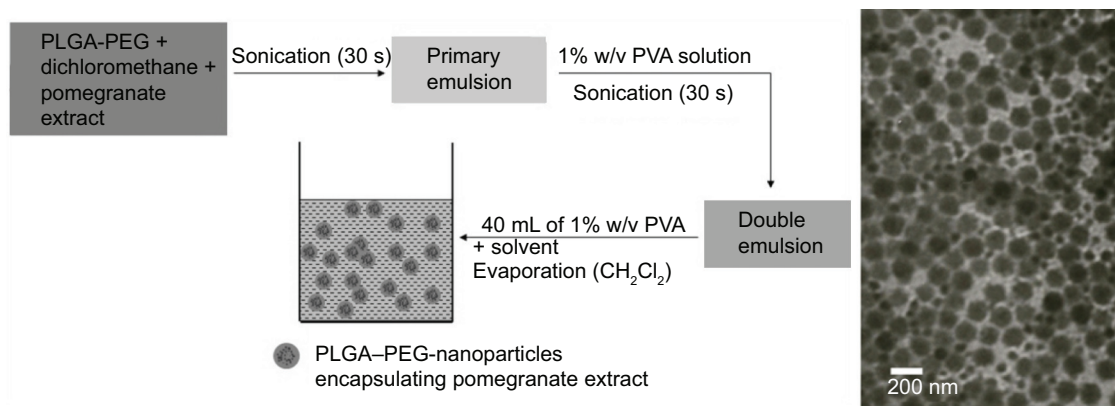 PLGA-PEG +
dichloromethane +
pomegranate
extract
Sonication (30 s)
Primary
emulsion
1% w/v PVA solution
Sonication (30 s)
Double
emulsion
40 mL of 1% w/v PVA
+ solvent
Evaporation (CH₂Cl₂)
PLGA–PEG-nanoparticles
encapsulating pomegranate extract
200 nm